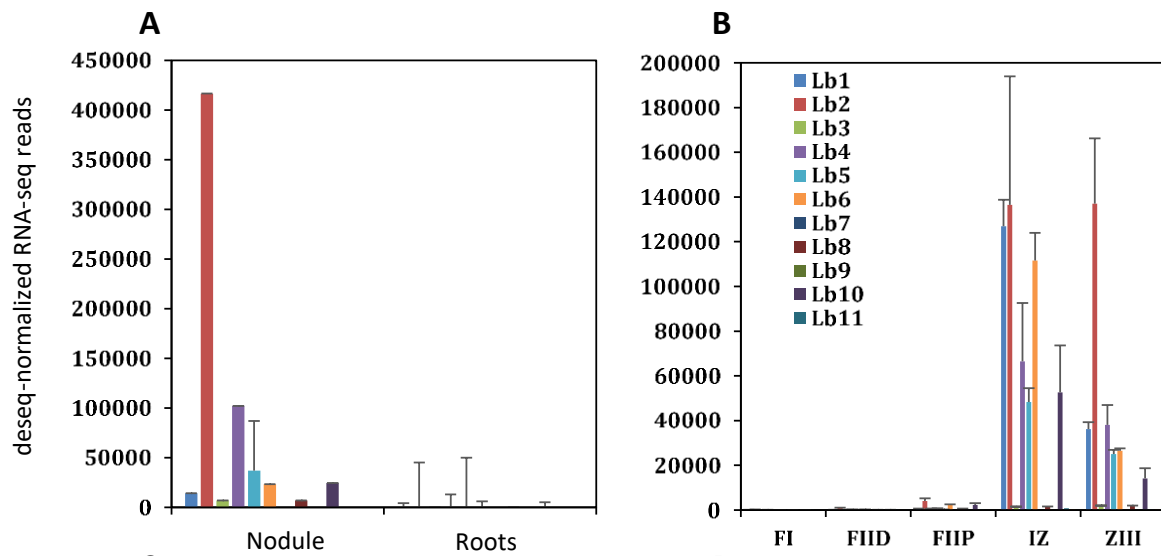 A
deseq-normalized RNA-seq reads
450000
400000
350000
300000
250000
200000
150000
100000
50000
0
Nodule
Roots
B
200000
180000
160000
140000
120000
100000
80000
60000
40000
20000
0
Lb1
Lb2
Lb3
Lb4
Lb5
Lb6
Lb7
Lb8
Lb9
Lb10
Lb11
FI
FIID
FIIP
IZ
ZIII